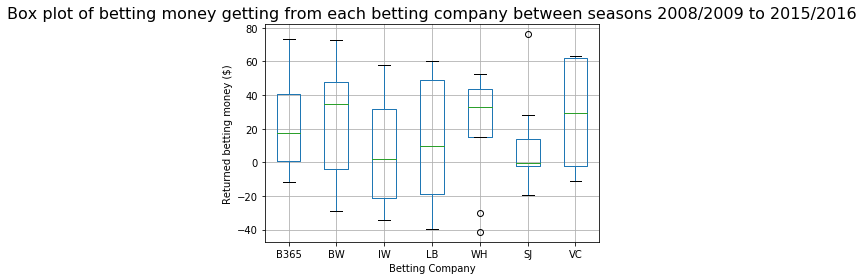 Box plot of betting money getting from each betting company between seasons 2008/2009 to 2015/2016
80
60
40
20
0
−20
−40
Returned betting money ($)
B365 BW IW LB WH SJ VC
Betting Company